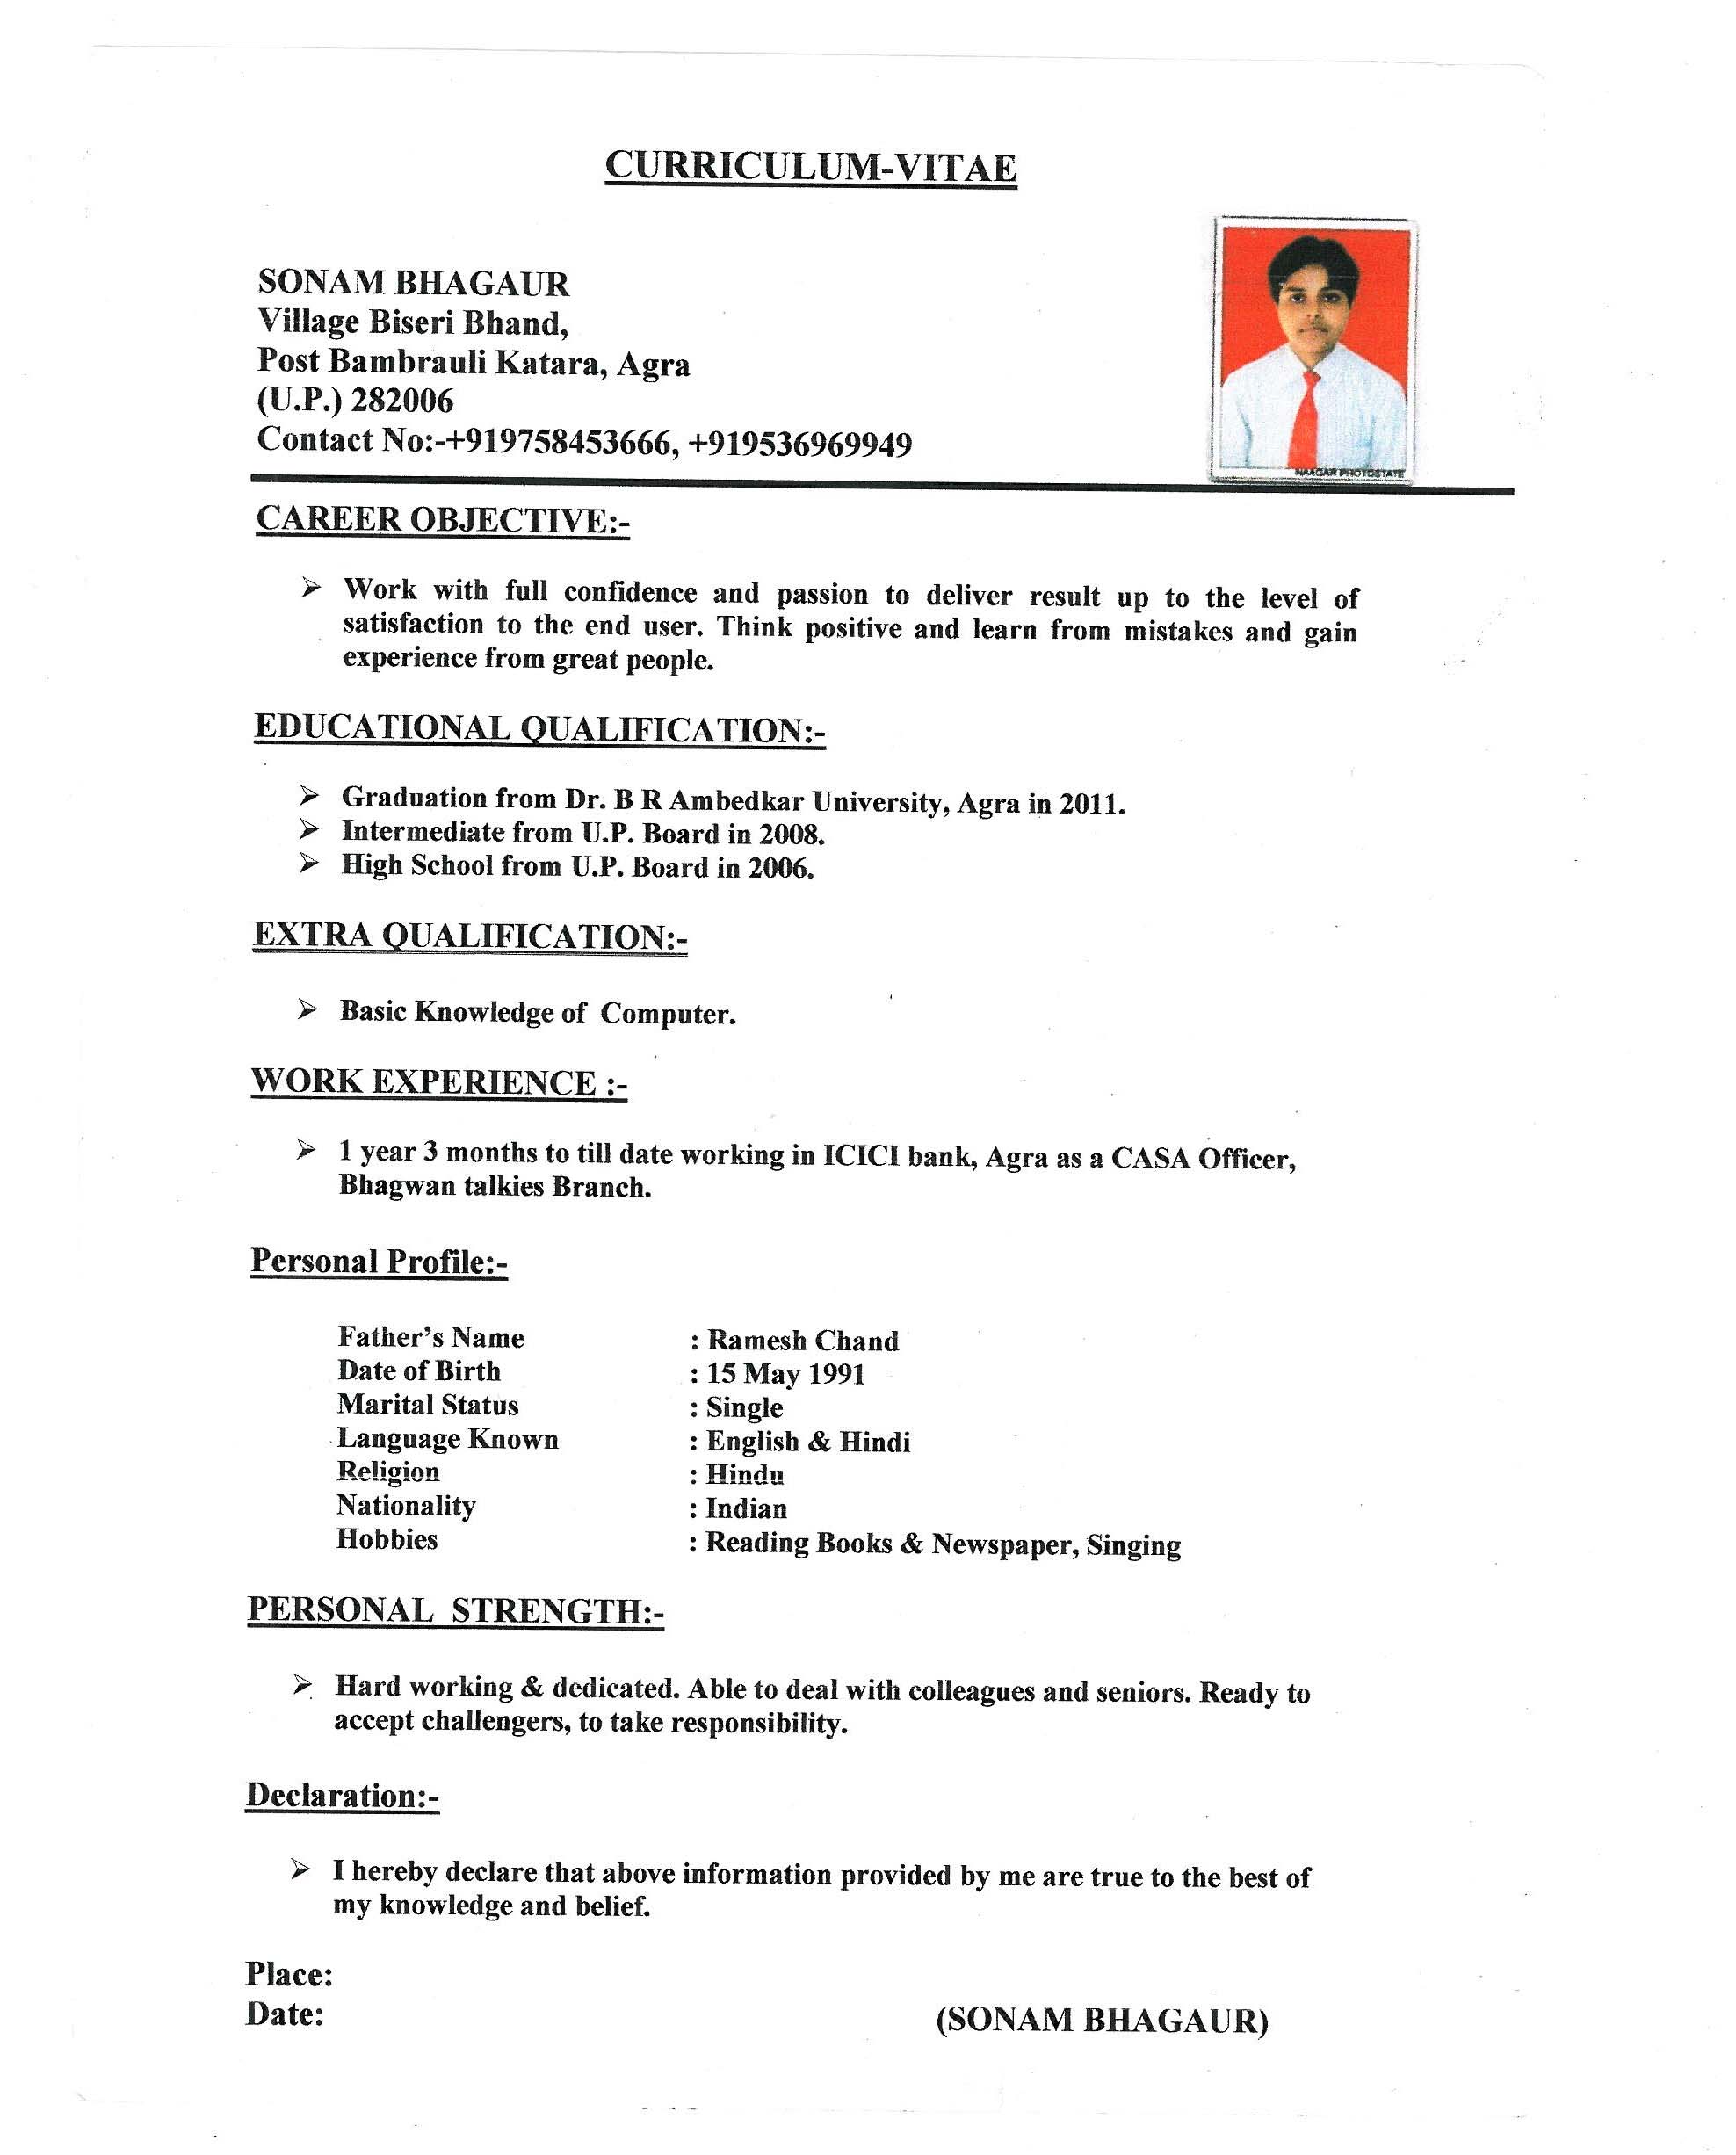 CURRICULUM-VITAE
SONAM BHAGAUR
Village Biseri Bhand,
Post Bambrauli Katara, Agra
(U.P.) 282006
Contact No:-+919758453666, +919536969949
NAAGAR PHOTOSTATE
CAREER OBJECTIVE:-
➢ Work with full confidence and passion to deliver result up to the level of
satisfaction to the end user. Think positive and learn from mistakes and gain
experience from great people.
EDUCATIONAL QUALIFICATION:-
➢ Graduation from Dr. B R Ambedkar University, Agra in 2011.
➢ Intermediate from U.P. Board in 2008.
➢ High School from U.P. Board in 2006.
EXTRA QUALIFICATION:-
➢ Basic Knowledge of Computer.
WORK EXPERIENCE :-
➢ 1 year 3 months to till date working in ICICI bank, Agra as a CASA Officer,
Bhagwan talkies Branch.
Personal Profile:-
Father's Name : Ramesh Chand
Date of Birth : 15 May 1991
Marital Status : Single
Language Known : English & Hindi
Religion : Hindu
Nationality : Indian
Hobbies : Reading Books & Newspaper, Singing
PERSONAL STRENGTH:-
➢ Hard working & dedicated. Able to deal with colleagues and seniors. Ready to
accept challengers, to take responsibility.
Declaration:-
➢ I hereby declare that above information provided by me are true to the best of
my knowledge and belief.
Place:
Date:
(SONAM BHAGAUR)